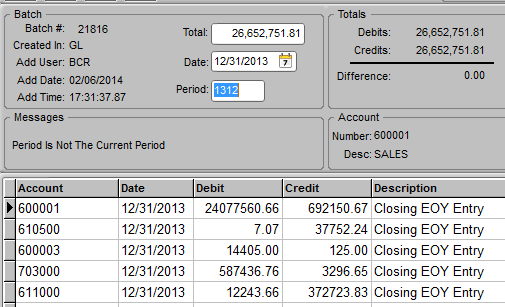 Batch
Batch #: 21816
Created In: GL
Add User: BCR
Add Date: 02/06/2014
Add Time: 17:31:37.87
Total: 26,652,751.81
Date: 12/31/2013 7
Period: 1312
Totals
Debits: 26,652,751.81
Credits: 26,652,751.81
Difference: 0.00
Messages
Period Is Not The Current Period
Account
Number: 600001
Desc: SALES
Account Date Debit Credit Description
600001 12/31/2013 24077560.66 692150.67 Closing EOY Entry
610500 12/31/2013 7.07 37752.24 Closing EOY Entry
600003 12/31/2013 14405.00 125.00 Closing EOY Entry
703000 12/31/2013 587436.76 3296.65 Closing EOY Entry
611000 12/31/2013 12243.66 372723.83 Closing EOY Entry